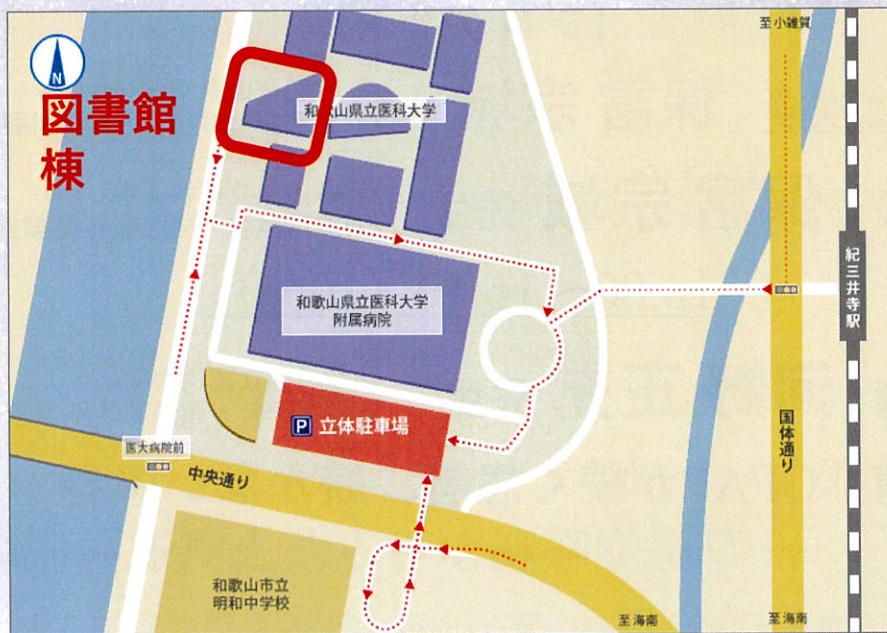 N
図書館
棟
至 小雑賀
和歌山県立医科大学
紀三井寺駅
和歌山県立医科大学
附属病院
P 立体駐車場
国体通り
医大病院前
中央通り
和歌山市立
明和中学校
至 海南
至 海南